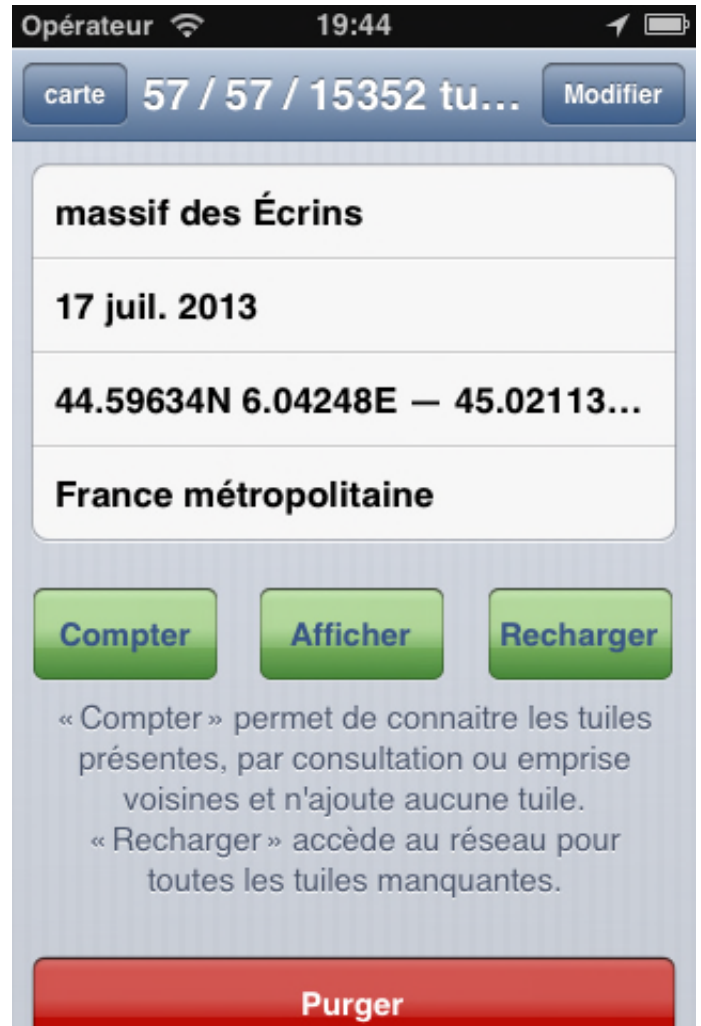 Opérateur 19:44
carte 57 / 57 / 15352 tu... Modifier
massif des Écrins
17 juil. 2013
44.59634N 6.04248E — 45.02113...
France métropolitaine
Compter Afficher Recharger
« Compter » permet de connaitre les tuiles
présentes, par consultation ou emprise
voisines et n'ajoute aucune tuile.
« Recharger » accède au réseau pour
toutes les tuiles manquantes.
Purger